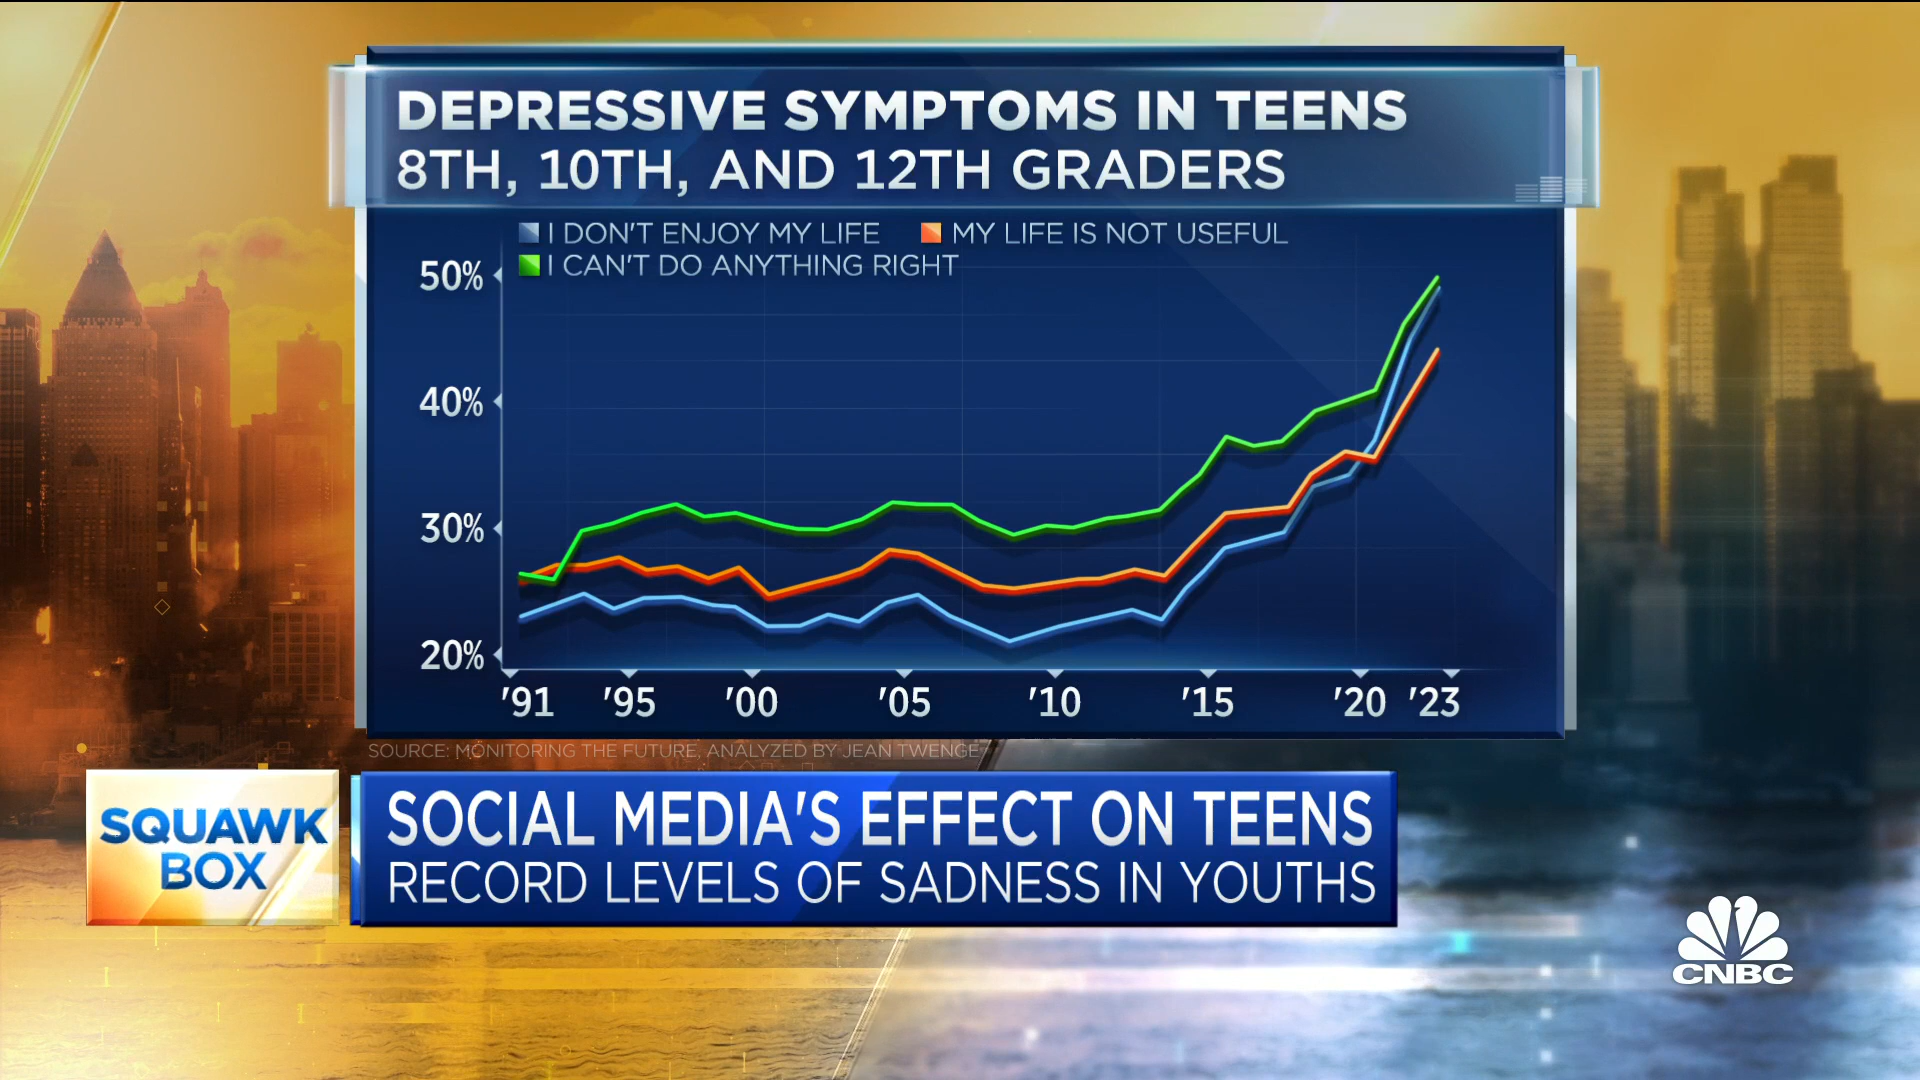 DEPRESSIVE SYMPTOMS IN TEENS
8TH, 10TH, AND 12TH GRADERS
I DON'T ENJOY MY LIFE MY LIFE IS NOT USEFUL
I CAN'T DO ANYTHING RIGHT
50%
40%
30%
20%
'91 '95 '00 '05 '10 '15 '20 '23
SOURCE: MONITORING THE FUTURE, ANALYZED BY JEAN TWENGE
SQUAWK
BOX
SOCIAL MEDIA'S EFFECT ON TEENS
RECORD LEVELS OF SADNESS IN YOUTHS
CNBC